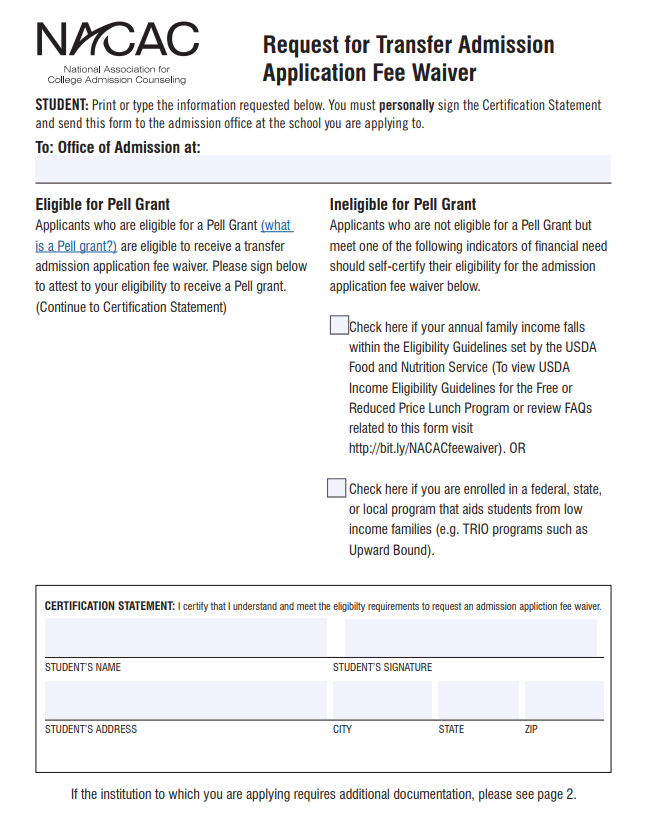 NACAC
National Association for
College Admission Counseling
Request for Transfer Admission
Application Fee Waiver
STUDENT: Print or type the information requested below. You must personally sign the Certification Statement
and send this form to the admission office at the school you are applying to.
To: Office of Admission at:
Eligible for Pell Grant
Applicants who are eligible for a Pell Grant (what
is a Pell grant?) are eligible to receive a transfer
admission application fee waiver. Please sign below
to attest to your eligibility to receive a Pell grant.
(Continue to Certification Statement)
Ineligible for Pell Grant
Applicants who are not eligible for a Pell Grant but
meet one of the following indicators of financial need
should self-certify their eligibility for the admission
application fee waiver below.
Check here if your annual family income falls
within the Eligibility Guidelines set by the USDA
Food and Nutrition Service (To view USDA
Income Eligibility Guidelines for the Free or
Reduced Price Lunch Program or review FAQs
related to this form visit
http://bit.ly/NACACfeewaiver). OR
Check here if you are enrolled in a federal, state,
or local program that aids students from low
income families (e.g. TRIO programs such as
Upward Bound).
CERTIFICATION STATEMENT: I certify that I understand and meet the eligibilty requirements to request an admission appliction fee waiver.
STUDENT'S NAME
STUDENT'S SIGNATURE
STUDENT'S ADDRESS
CITY
STATE
ZIP
If the institution to which you are applying requires additional documentation, please see page 2.